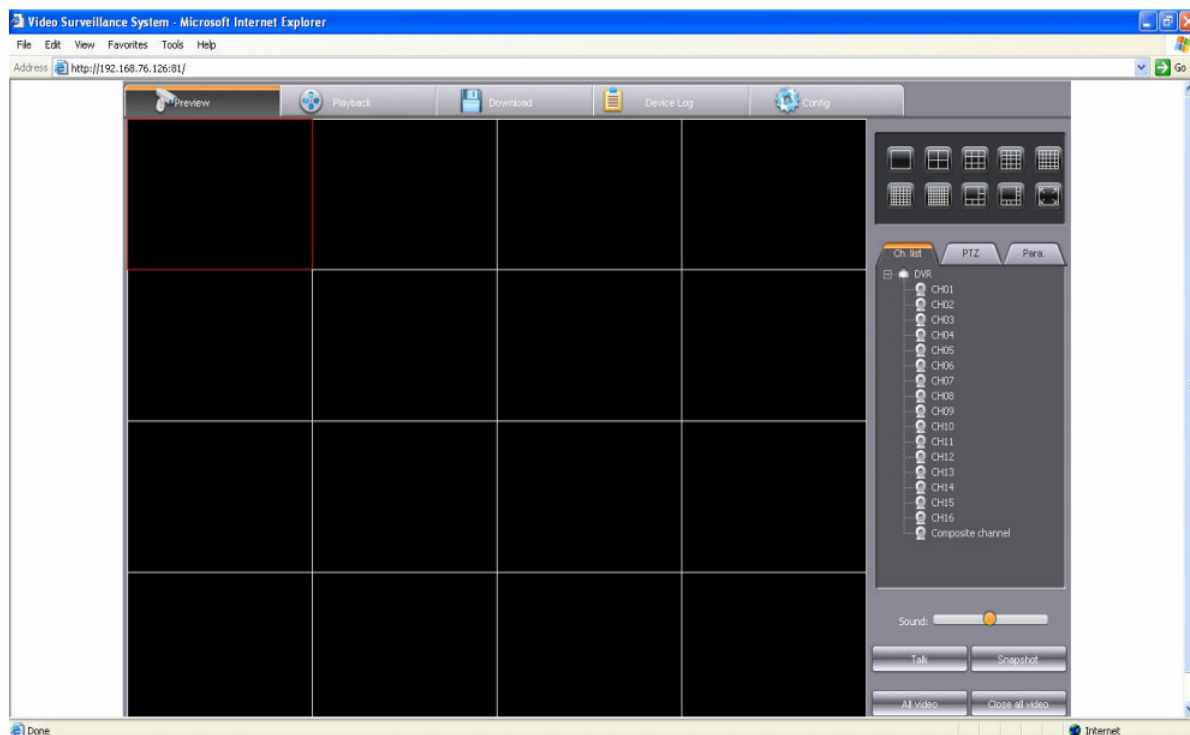 Video Surveillance System - Microsoft Internet Explorer
File Edit View Favorites Tools Help
Address http://192.168.76.126:81/ Go
Preview Playback Download Device Log Config
Ch. list PTZ Para.
DVR
CH01
CH02
CH03
CH04
CH05
CH06
CH07
CH08
CH09
CH10
CH11
CH12
CH13
CH14
CH15
CH16
Composite channel
Sound:
Talk Snapshot
All video Close all video
Done Internet